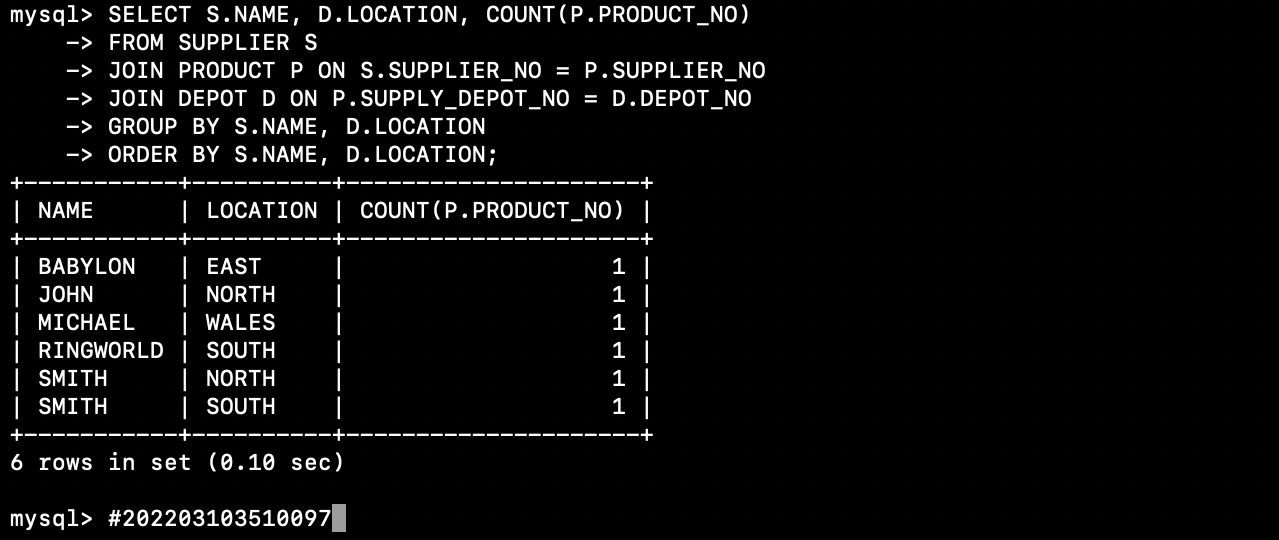 mysql> SELECT S.NAME, D.LOCATION, COUNT(P.PRODUCT_NO)
    -> FROM SUPPLIER S
    -> JOIN PRODUCT P ON S.SUPPLIER_NO = P.SUPPLIER_NO
    -> JOIN DEPOT D ON P.SUPPLY_DEPOT_NO = D.DEPOT_NO
    -> GROUP BY S.NAME, D.LOCATION
    -> ORDER BY S.NAME, D.LOCATION;
+-----------+----------+---------------------+
| NAME      | LOCATION | COUNT(P.PRODUCT_NO) |
+-----------+----------+---------------------+
| BABYLON   | EAST     |                   1 |
| JOHN      | NORTH    |                   1 |
| MICHAEL   | WALES    |                   1 |
| RINGWORLD | SOUTH    |                   1 |
| SMITH     | NORTH    |                   1 |
| SMITH     | SOUTH    |                   1 |
+-----------+----------+---------------------+
6 rows in set (0.10 sec)
mysql> #202203103510097